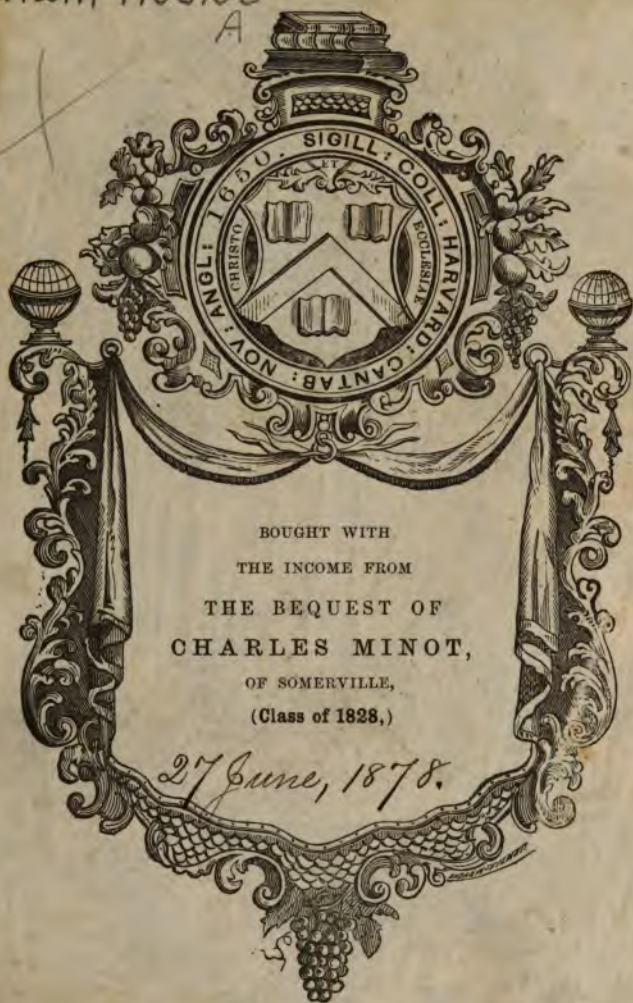 A
SIGILL: COLL: HARVARD: CANTAB: NOV: ANGL: 1650.
ET
CHRISTO
ECCLESIAE
BOUGHT WITH
THE INCOME FROM
THE BEQUEST OF
CHARLES MINOT,
OF SOMERVILLE,
(Class of 1828,)
27 June, 1878.